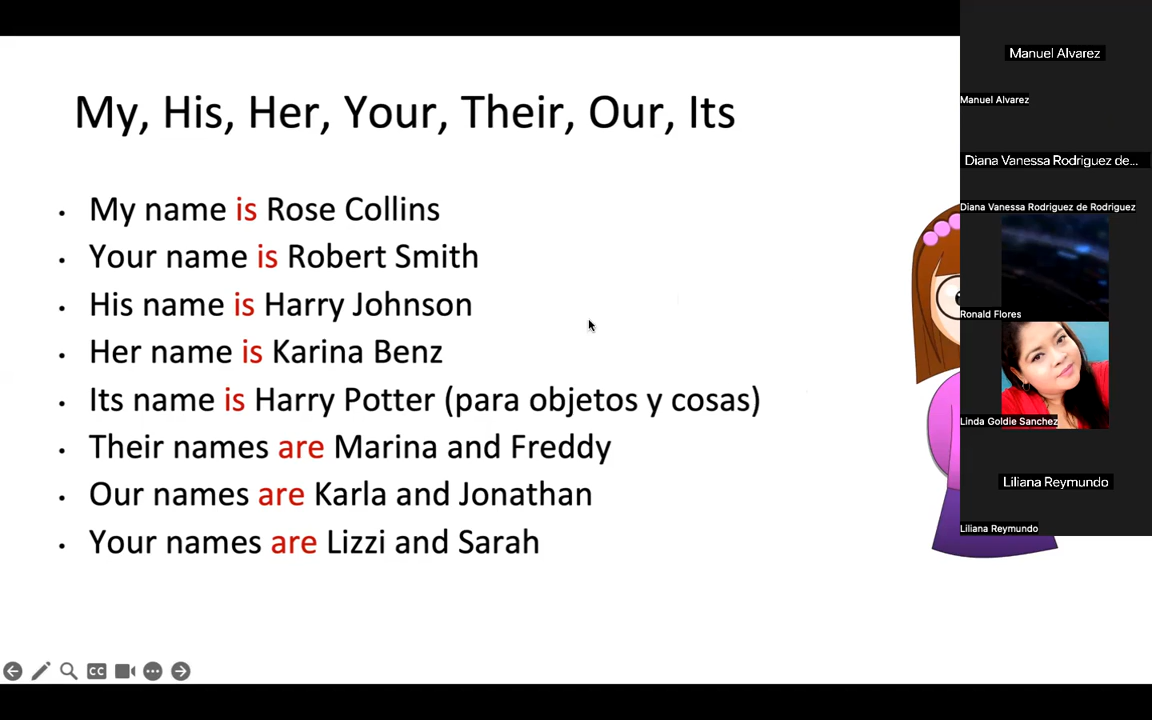 My, His, Her, Your, Their, Our, Its
• My name is Rose Collins
• Your name is Robert Smith
• His name is Harry Johnson
• Her name is Karina Benz
• Its name is Harry Potter (para objetos y cosas)
• Their names are Marina and Freddy
• Our names are Karla and Jonathan
• Your names are Lizzi and Sarah
CC
Manuel Alvarez
Manuel Alvarez
Diana Vanessa Rodriguez de...
Diana Vanessa Rodriguez de Rodriguez
Ronald Flores
Linda Goldie Sanchez
Liliana Reymundo
Liliana Reymundo